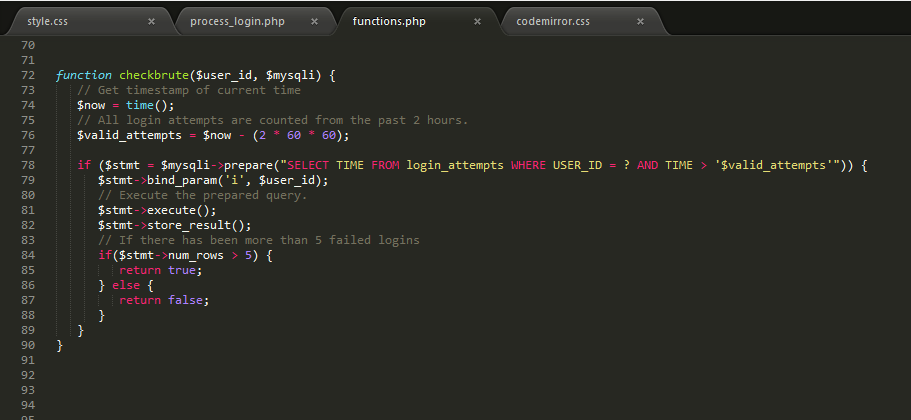 style.css × process_login.php × functions.php × codemirror.css ×
70
71
72 function checkbrute($user_id, $mysqli) {
73 // Get timestamp of current time
74 $now = time();
75 // All login attempts are counted from the past 2 hours.
76 $valid_attempts = $now - (2 * 60 * 60);
77
78 if ($stmt = $mysqli->prepare("SELECT TIME FROM login_attempts WHERE USER_ID = ? AND TIME > '$valid_attempts'")) {
79 $stmt->bind_param('i', $user_id);
80 // Execute the prepared query.
81 $stmt->execute();
82 $stmt->store_result();
83 // If there has been more than 5 failed logins
84 if($stmt->num_rows > 5) {
85 return true;
86 } else {
87 return false;
88 }
89 }
90 }
91
92
93
94
95